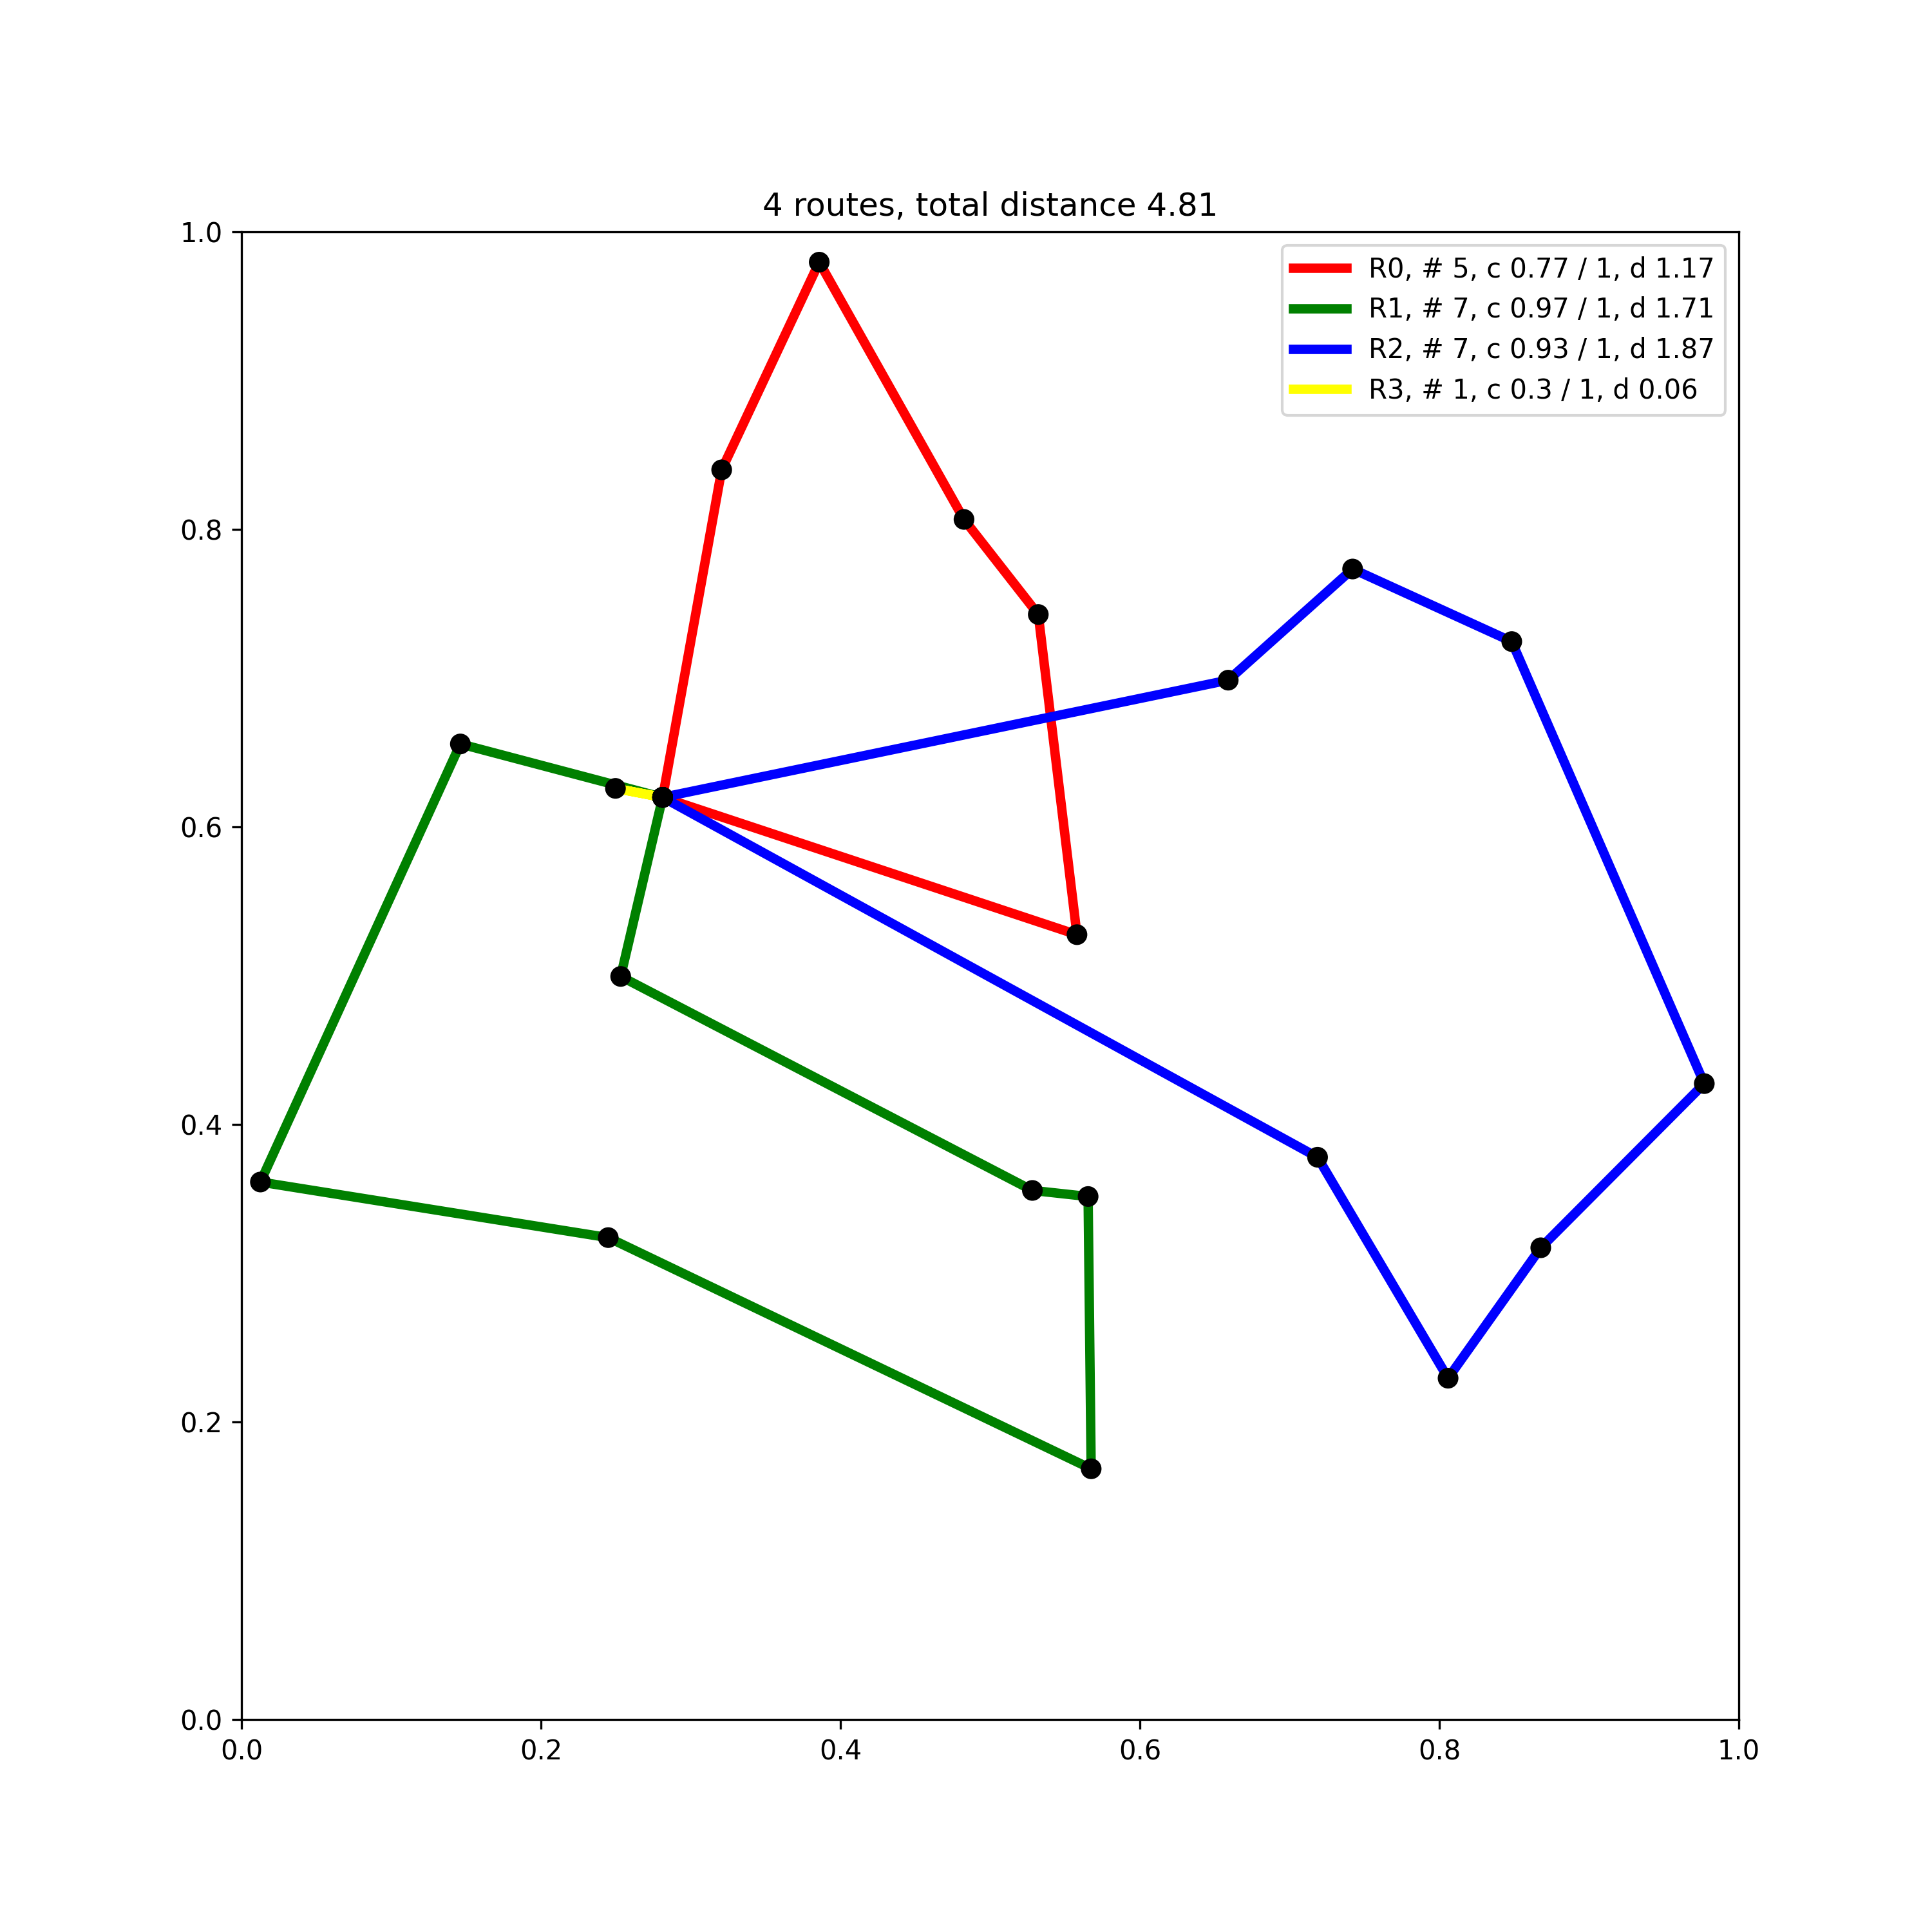 4 routes, total distance 4.81
R0, # 5, c 0.77 / 1, d 1.17
R1, # 7, c 0.97 / 1, d 1.71
R2, # 7, c 0.93 / 1, d 1.87
R3, # 1, c 0.3 / 1, d 0.06
1.0
0.8
0.6
0.4
0.2
0.0
0.0 0.2 0.4 0.6 0.8 1.0